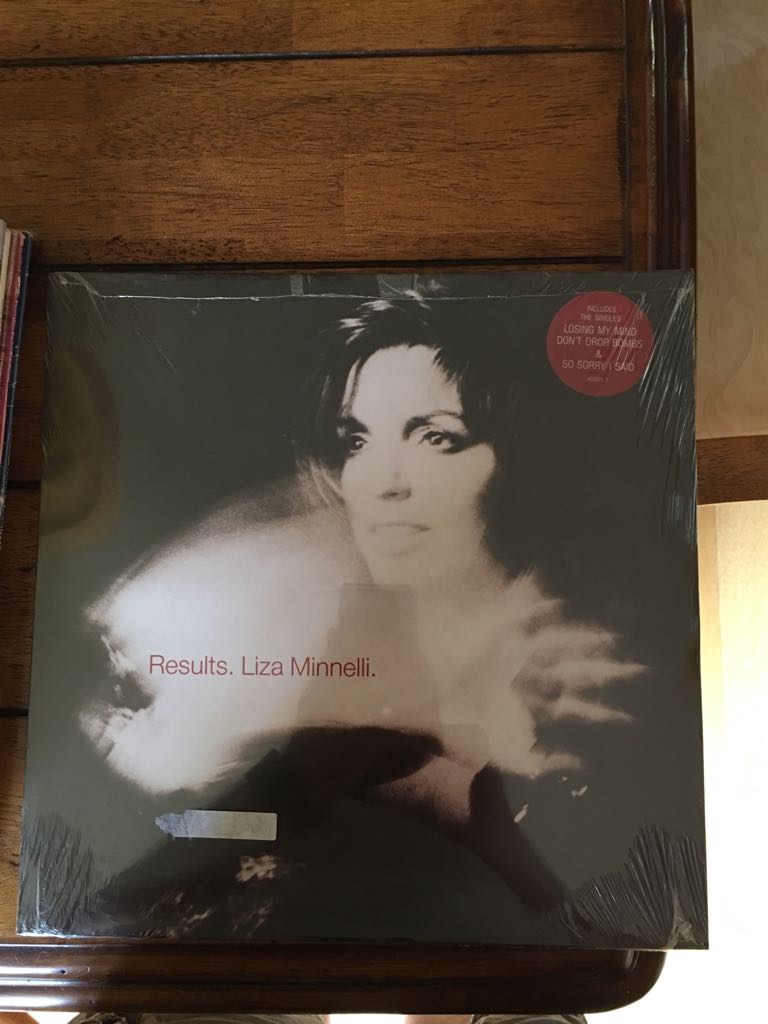 INCLUDES
THE SINGLES
LOSING MY MIND
DON'T DROP BOMBS
&
SO SORRY I SAID
Results. Liza Minnelli.